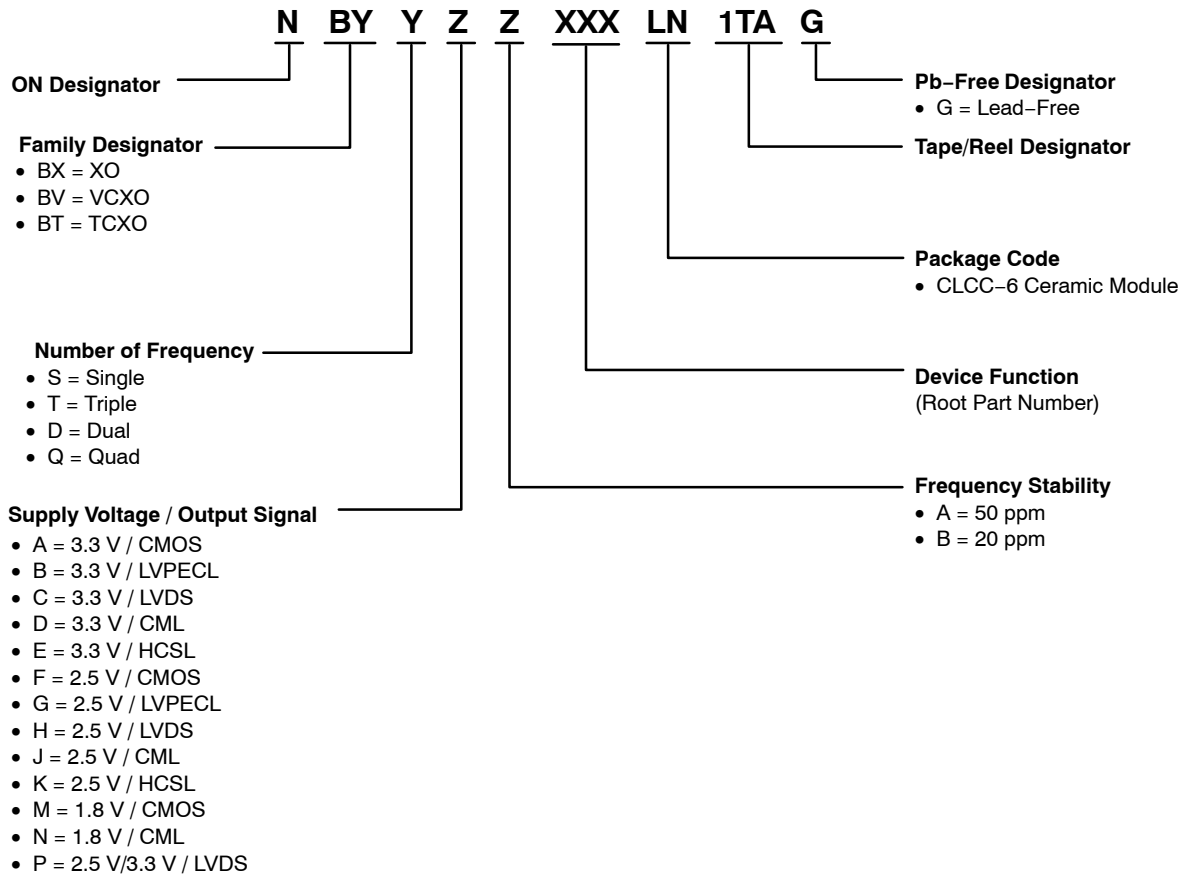 N BY Y Z Z XXX LN 1TA G
ON Designator
Family Designator
• BX = XO
• BV = VCXO
• BT = TCXO
Number of Frequency
• S = Single
• T = Triple
• D = Dual
• Q = Quad
Supply Voltage / Output Signal
• A = 3.3 V / CMOS
• B = 3.3 V / LVPECL
• C = 3.3 V / LVDS
• D = 3.3 V / CML
• E = 3.3 V / HCSL
• F = 2.5 V / CMOS
• G = 2.5 V / LVPECL
• H = 2.5 V / LVDS
• J = 2.5 V / CML
• K = 2.5 V / HCSL
• M = 1.8 V / CMOS
• N = 1.8 V / CML
• P = 2.5 V/3.3 V / LVDS
Pb−Free Designator
• G = Lead−Free
Tape/Reel Designator
Package Code
• CLCC−6 Ceramic Module
Device Function
(Root Part Number)
Frequency Stability
• A = 50 ppm
• B = 20 ppm